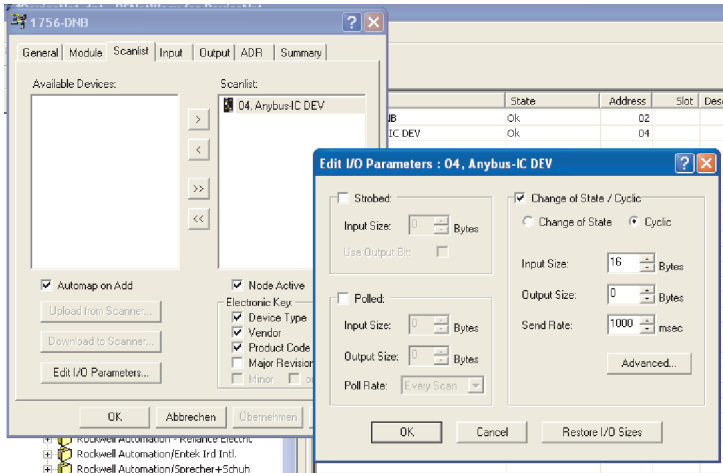 1756-DNB
General Module Scanlist Input Output ADR Summary
Available Devices:
Scanlist:
04, Anybus-IC DEV
>
<
>>
<<
Automap on Add
Upload from Scanner...
Download to Scanner...
Edit I/O Parameters...
Node Active
Electronic Key:
Device Type
Vendor
Product Code
Major Revision
Minor
OK Abbrechen Übernehmen
State Address Slot
Ok 02
IC DEV Ok 04
Edit I/O Parameters : 04, Anybus-IC DEV
Strobed:
Input Size: 0 Bytes
Use Output Bit:
Polled:
Input Size: 0 Bytes
Output Size: 0 Bytes
Poll Rate: Every Scan
Change of State / Cyclic
Change of State Cyclic
Input Size: 16 Bytes
Output Size: 0 Bytes
Send Rate: 1000 msec
Advanced...
OK Cancel Restore I/O Sizes
Rockwell Automation - Reliance Electric
Rockwell Automation/Entek Ird Intl.
Rockwell Automation/Sprecher+Schuh